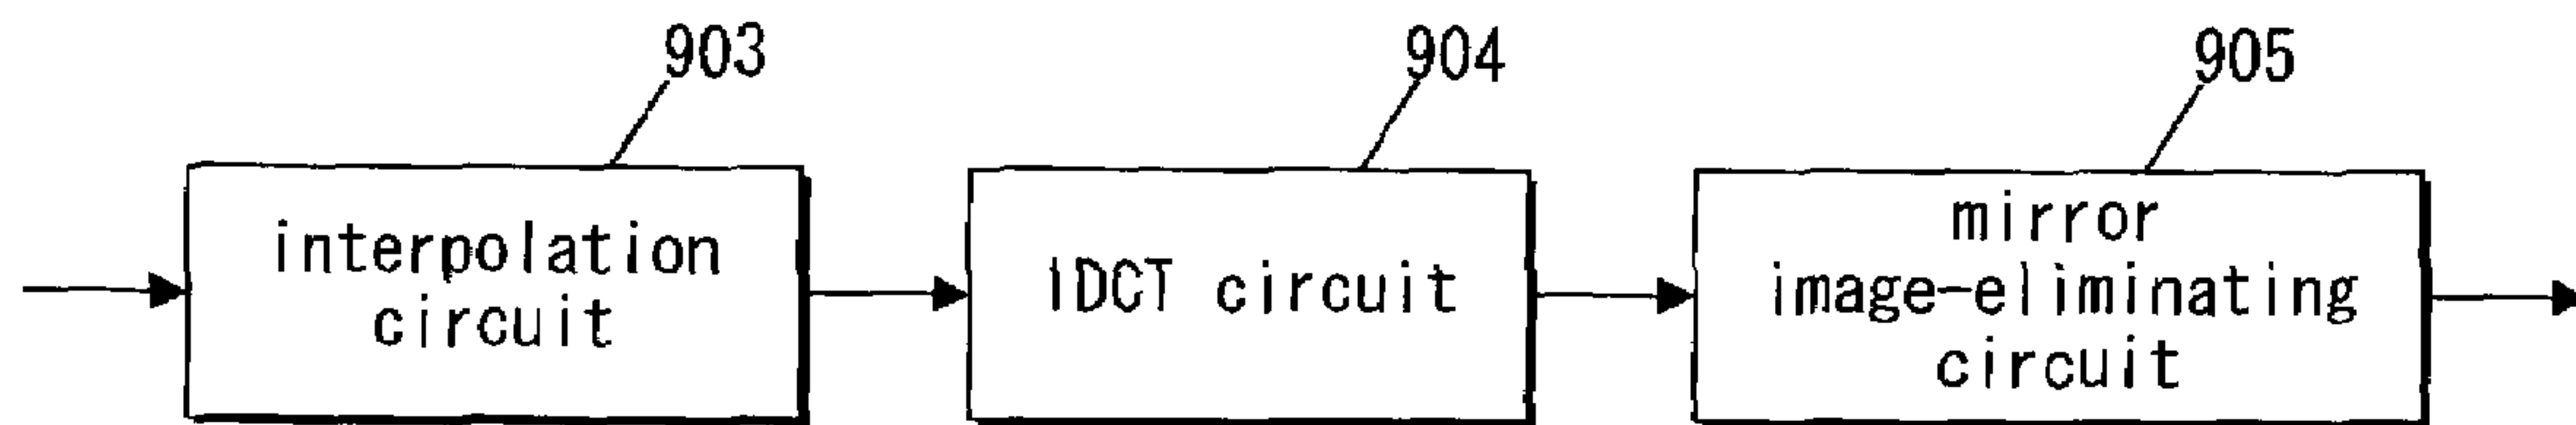 903
904
905
interpolation
circuit
IDCT circuit
mirror
image-eliminating
circuit